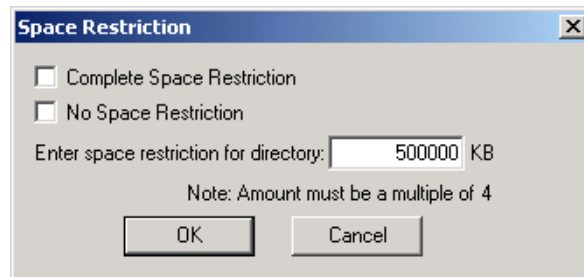 Space Restriction
Complete Space Restriction
No Space Restriction
Enter space restriction for directory: 500000 KB
Note: Amount must be a multiple of 4
OK Cancel